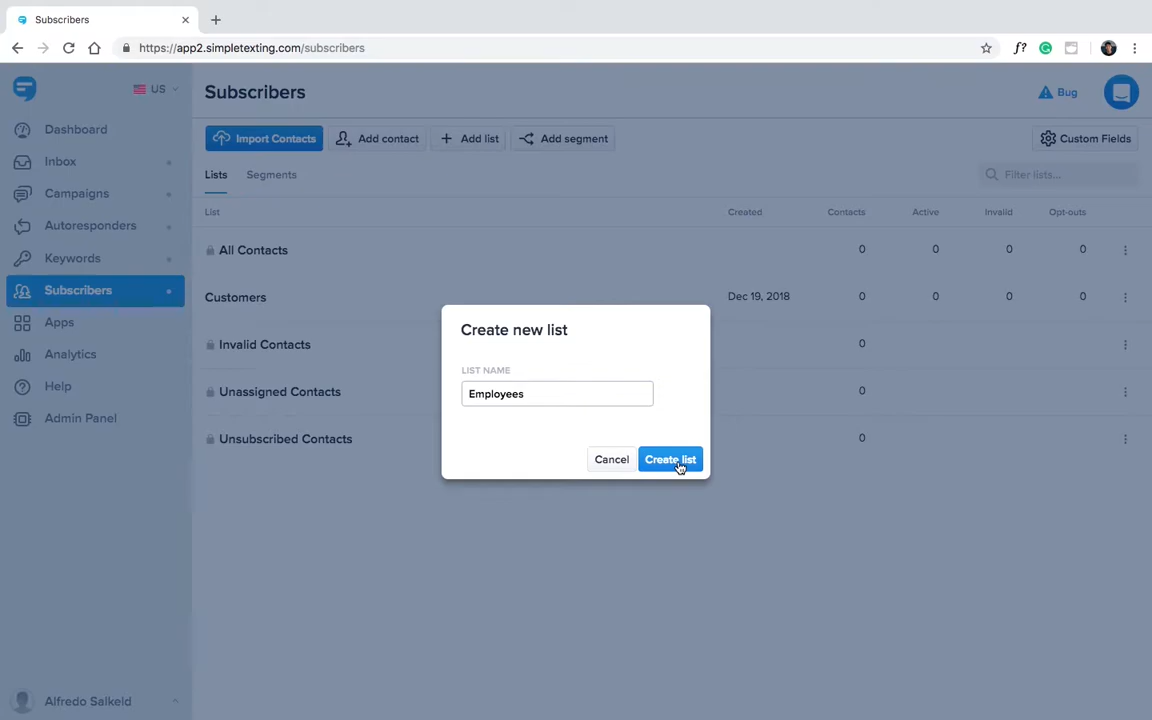 Subscribers
https://app2.simpletexting.com/subscribers
f?
US
Subscribers
Bug
Dashboard
Import Contacts
Add contact
Add list
Add segment
Custom Fields
Inbox
Lists
Segments
Filter lists...
Campaigns
List
Created
Contacts
Active
Invalid
Opt-outs
Autoresponders
All Contacts
0
0
0
0
Keywords
Subscribers
Customers
Dec 19, 2018
0
0
0
0
Apps
Create new list
Invalid Contacts
0
Analytics
LIST NAME
Employees
Help
Unassigned Contacts
0
Admin Panel
Unsubscribed Contacts
0
Cancel
Create list
Alfredo Salkeld